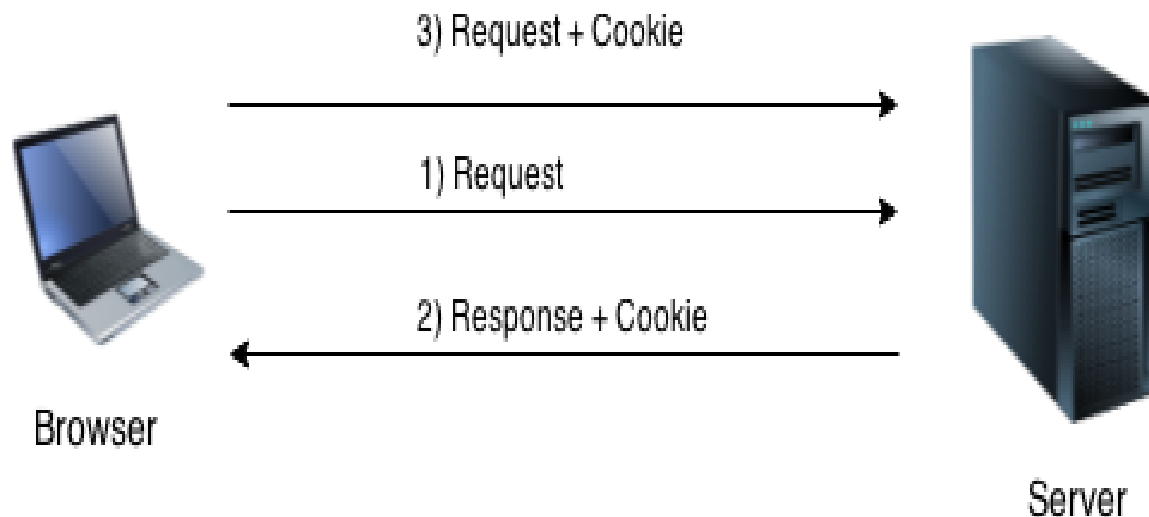 3) Request + Cookie
1) Request
2) Response + Cookie
Browser
Server